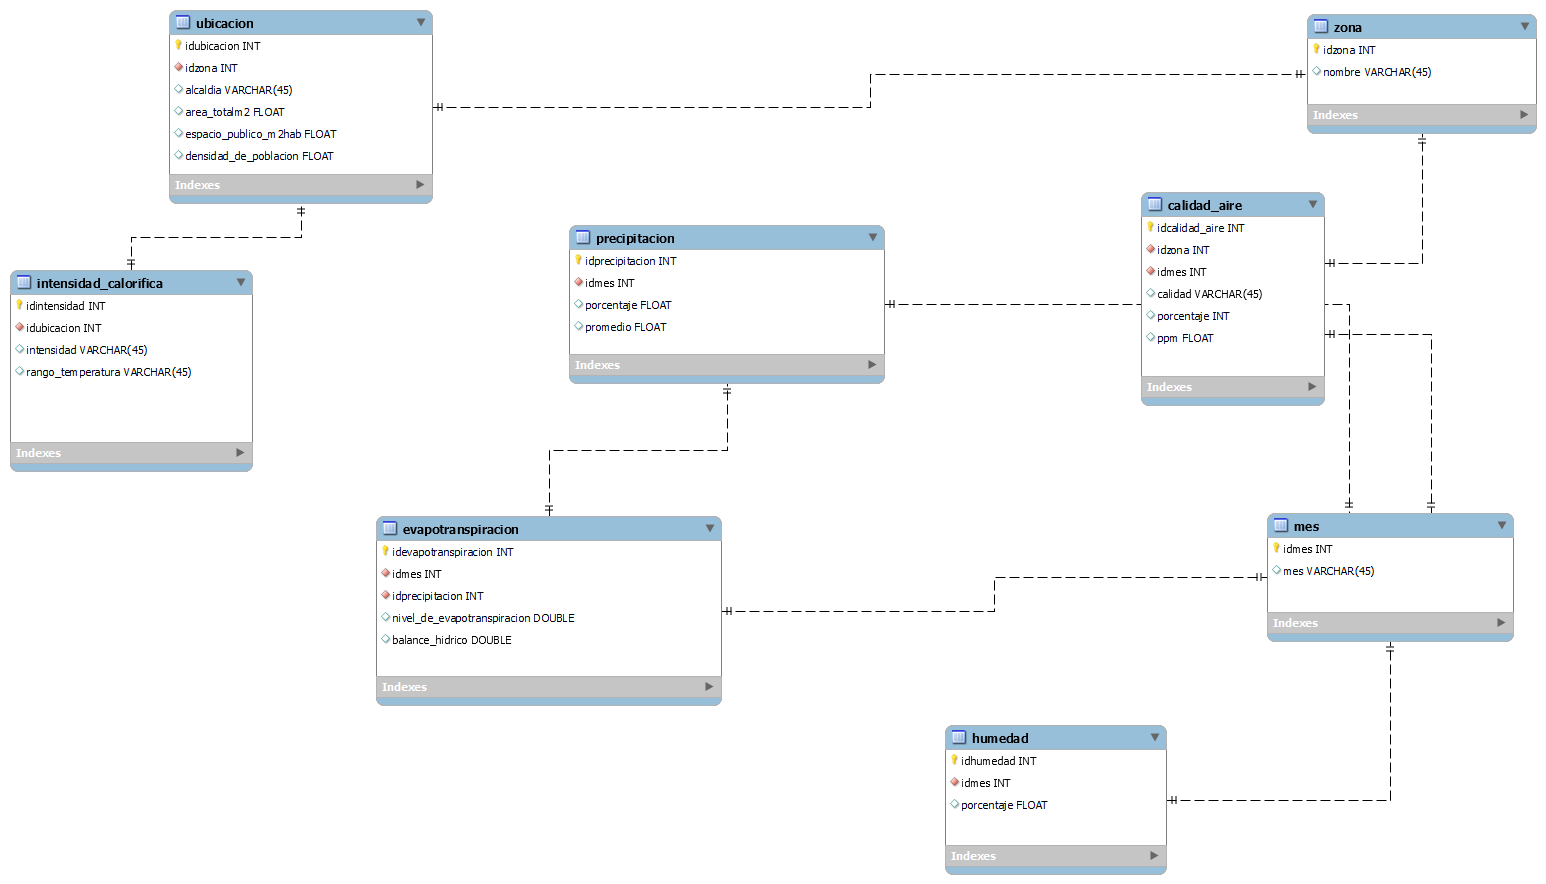 ubicacion
idubicacion INT
idzona INT
alcaldia VARCHAR(45)
area_totalm2 FLOAT
espacio_publico_m2hab FLOAT
densidad_de_poblacion FLOAT
Indexes
zona
idzona INT
nombre VARCHAR(45)
Indexes
intensidad_calorifica
idintensidad INT
idubicacion INT
intensidad VARCHAR(45)
rango_temperatura VARCHAR(45)
Indexes
precipitacion
idprecipitacion INT
idmes INT
porcentaje FLOAT
promedio FLOAT
Indexes
calidad_aire
idcalidad_aire INT
idzona INT
idmes INT
calidad VARCHAR(45)
porcentaje INT
ppm FLOAT
Indexes
evapotranspiracion
idevapotranspiracion INT
idmes INT
idprecipitacion INT
nivel_de_evapotranspiracion DOUBLE
balance_hidrico DOUBLE
Indexes
mes
idmes INT
mes VARCHAR(45)
Indexes
humedad
idhumedad INT
idmes INT
porcentaje FLOAT
Indexes